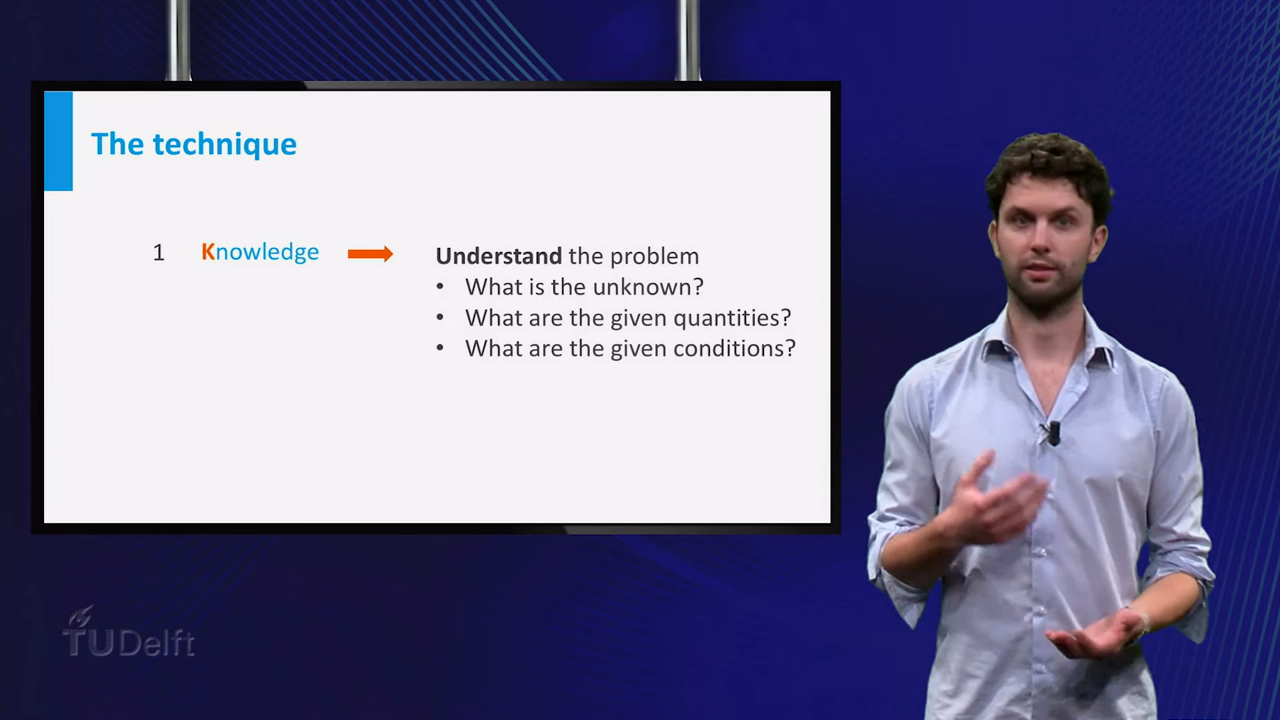 The technique
1 Knowledge
Understand the problem
• What is the unknown?
• What are the given quantities?
• What are the given conditions?
TUDelft